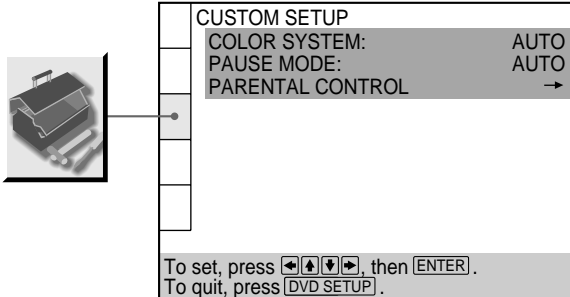 CUSTOM SETUP
COLOR SYSTEM: AUTO
PAUSE MODE: AUTO
PARENTAL CONTROL →
To set, press ←↑↓→, then ENTER.
To quit, press DVD SETUP.